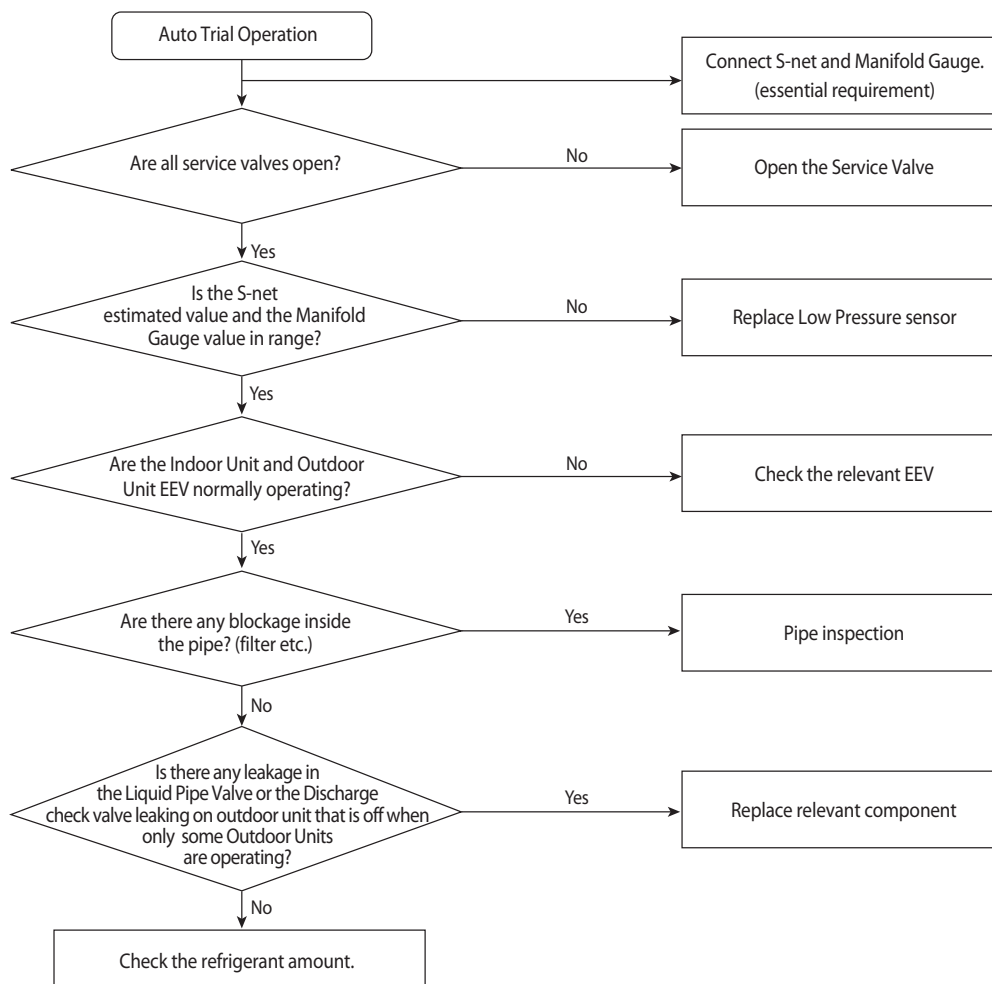 Auto Trial Operation
Connect S-net and Manifold Gauge.
(essential requirement)
Are all service valves open?
No
Open the Service Valve
Yes
Is the S-net
estimated value and the Manifold
Gauge value in range?
No
Replace Low Pressure sensor
Yes
Are the Indoor Unit and Outdoor
Unit EEV normally operating?
No
Check the relevant EEV
Yes
Are there any blockage inside
the pipe? (filter etc.)
Yes
Pipe inspection
No
Is there any leakage in
the Liquid Pipe Valve or the Discharge
check valve leaking on outdoor unit that is off when
only some Outdoor Units
are operating?
Yes
Replace relevant component
No
Check the refrigerant amount.